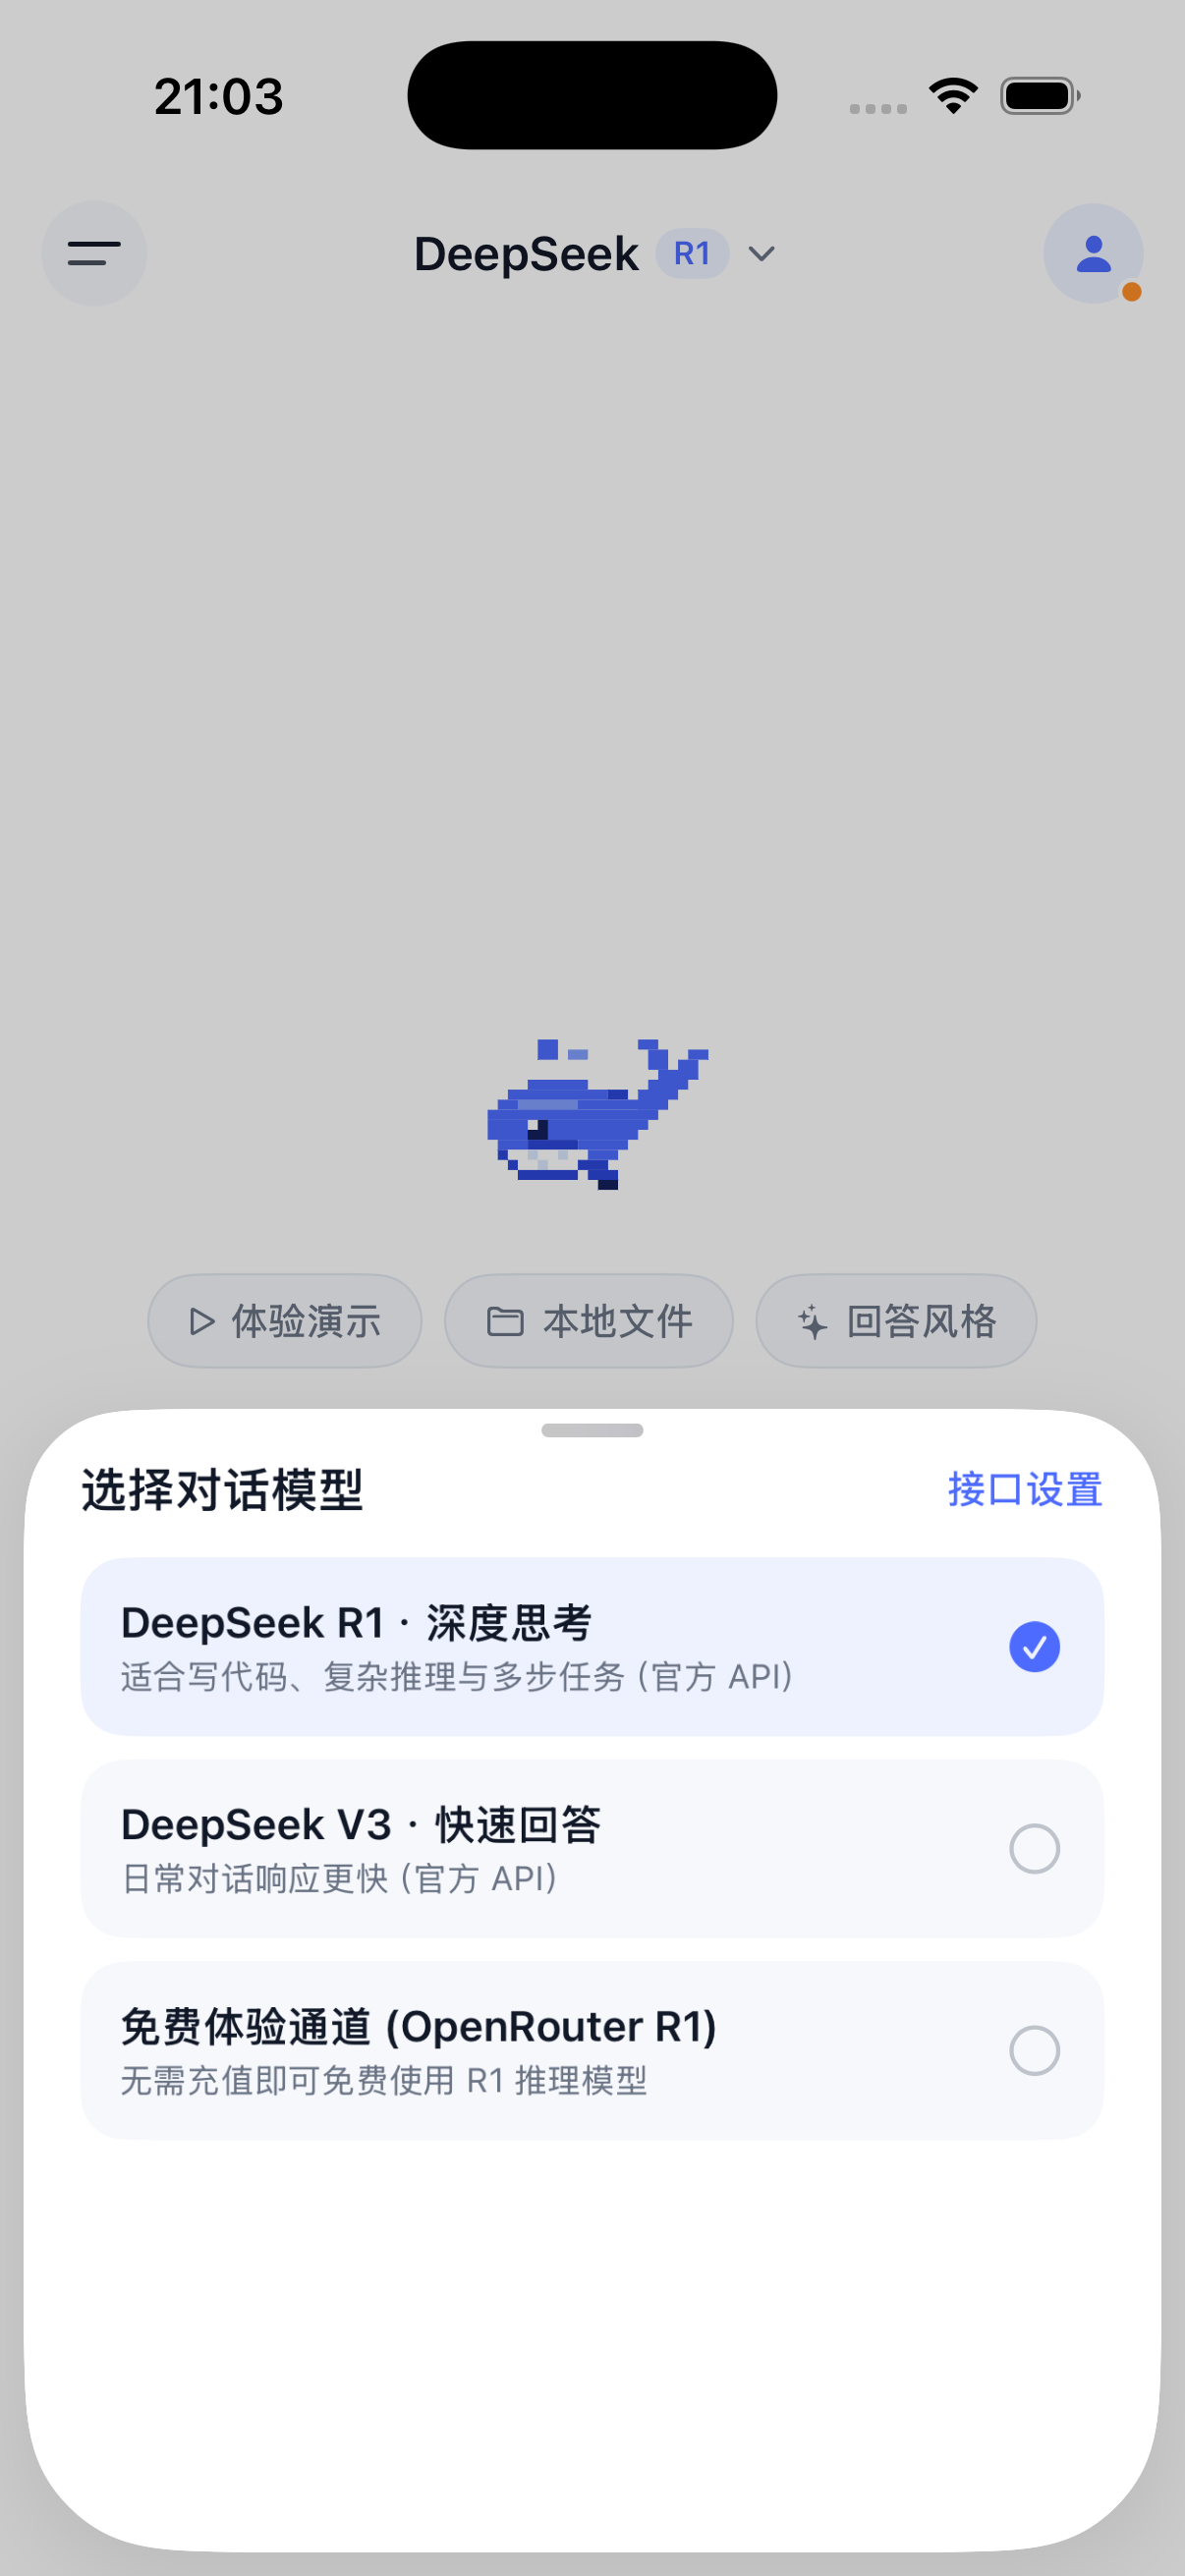 21:03
DeepSeek R1
体验演示
本地文件
回答风格
选择对话模型
接口设置
DeepSeek R1 · 深度思考
适合写代码、复杂推理与多步任务 (官方 API)
DeepSeek V3 · 快速回答
日常对话响应更快 (官方 API)
免费体验通道 (OpenRouter R1)
无需充值即可免费使用 R1 推理模型